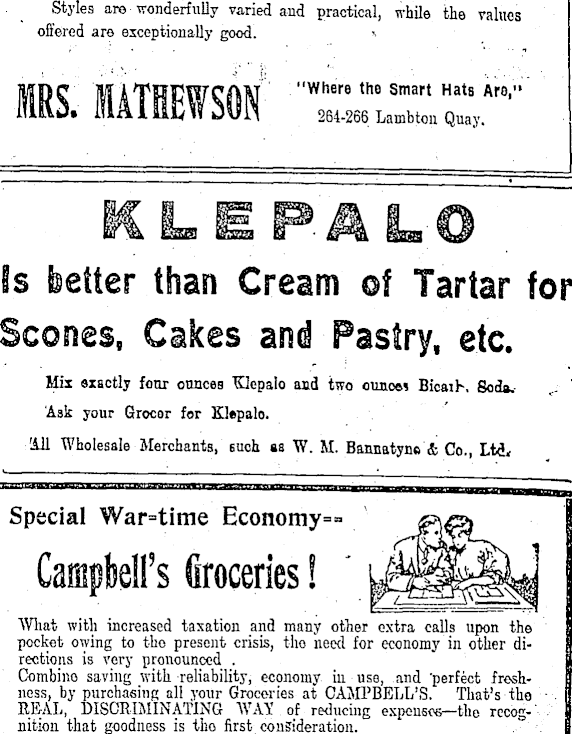 Styles are wonderfully varied and practical, while the values
offered are exceptionally good.
MRS. MATHEWSON
"Where the Smart Hats Are,"
264-266 Lambton Quay.
KLEPALO
Is better than Cream of Tartar for
Scones, Cakes and Pastry, etc.
Mix exactly four ounces Klepalo and two ounces Bicarb. Soda.
Ask your Grocer for Klepalo.
All Wholesale Merchants, such as W. M. Bannatyne & Co., Ltd.
Special War-time Economy--
Campbell's Groceries!
What with increased taxation and many other extra calls upon the
pocket owing to the present crisis, the need for economy in other di-
rections is very pronounced .
Combine saving with reliability, economy in use, and perfect fresh-
ness, by purchasing all your Groceries at CAMPBELL'S. That's the
REAL, DISCRIMINATING WAY of reducing expenses—the recog-
nition that goodness is the first consideration.